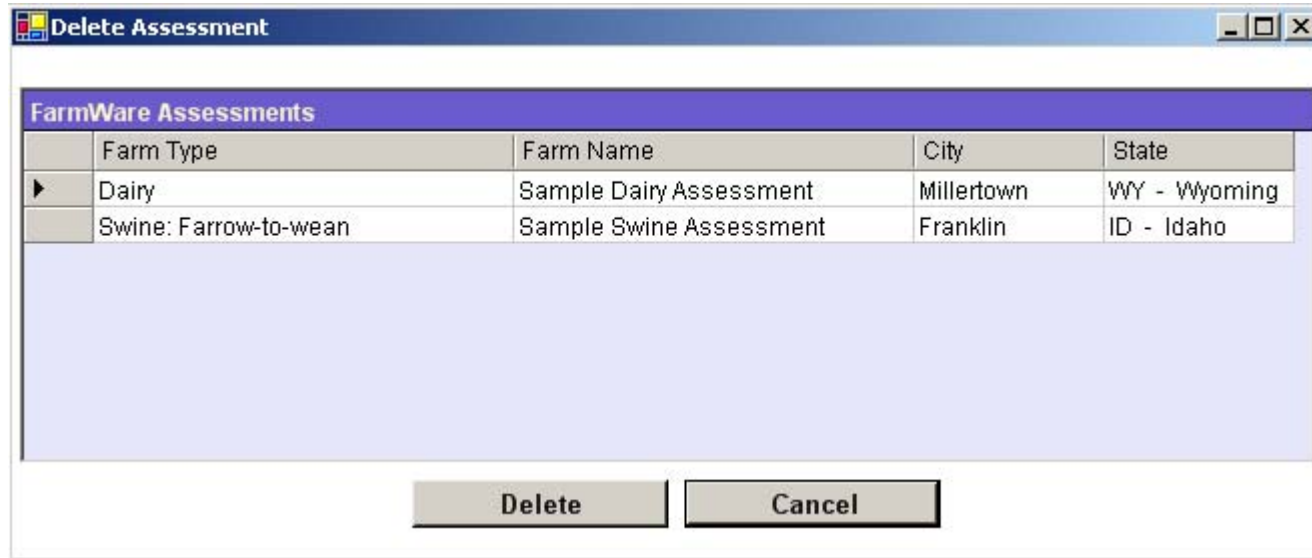 Delete Assessment
FarmWare Assessments
Farm Type Farm Name City State
Dairy Sample Dairy Assessment Millertown WY - Wyoming
Swine: Farrow-to-wean Sample Swine Assessment Franklin ID - Idaho
Delete Cancel